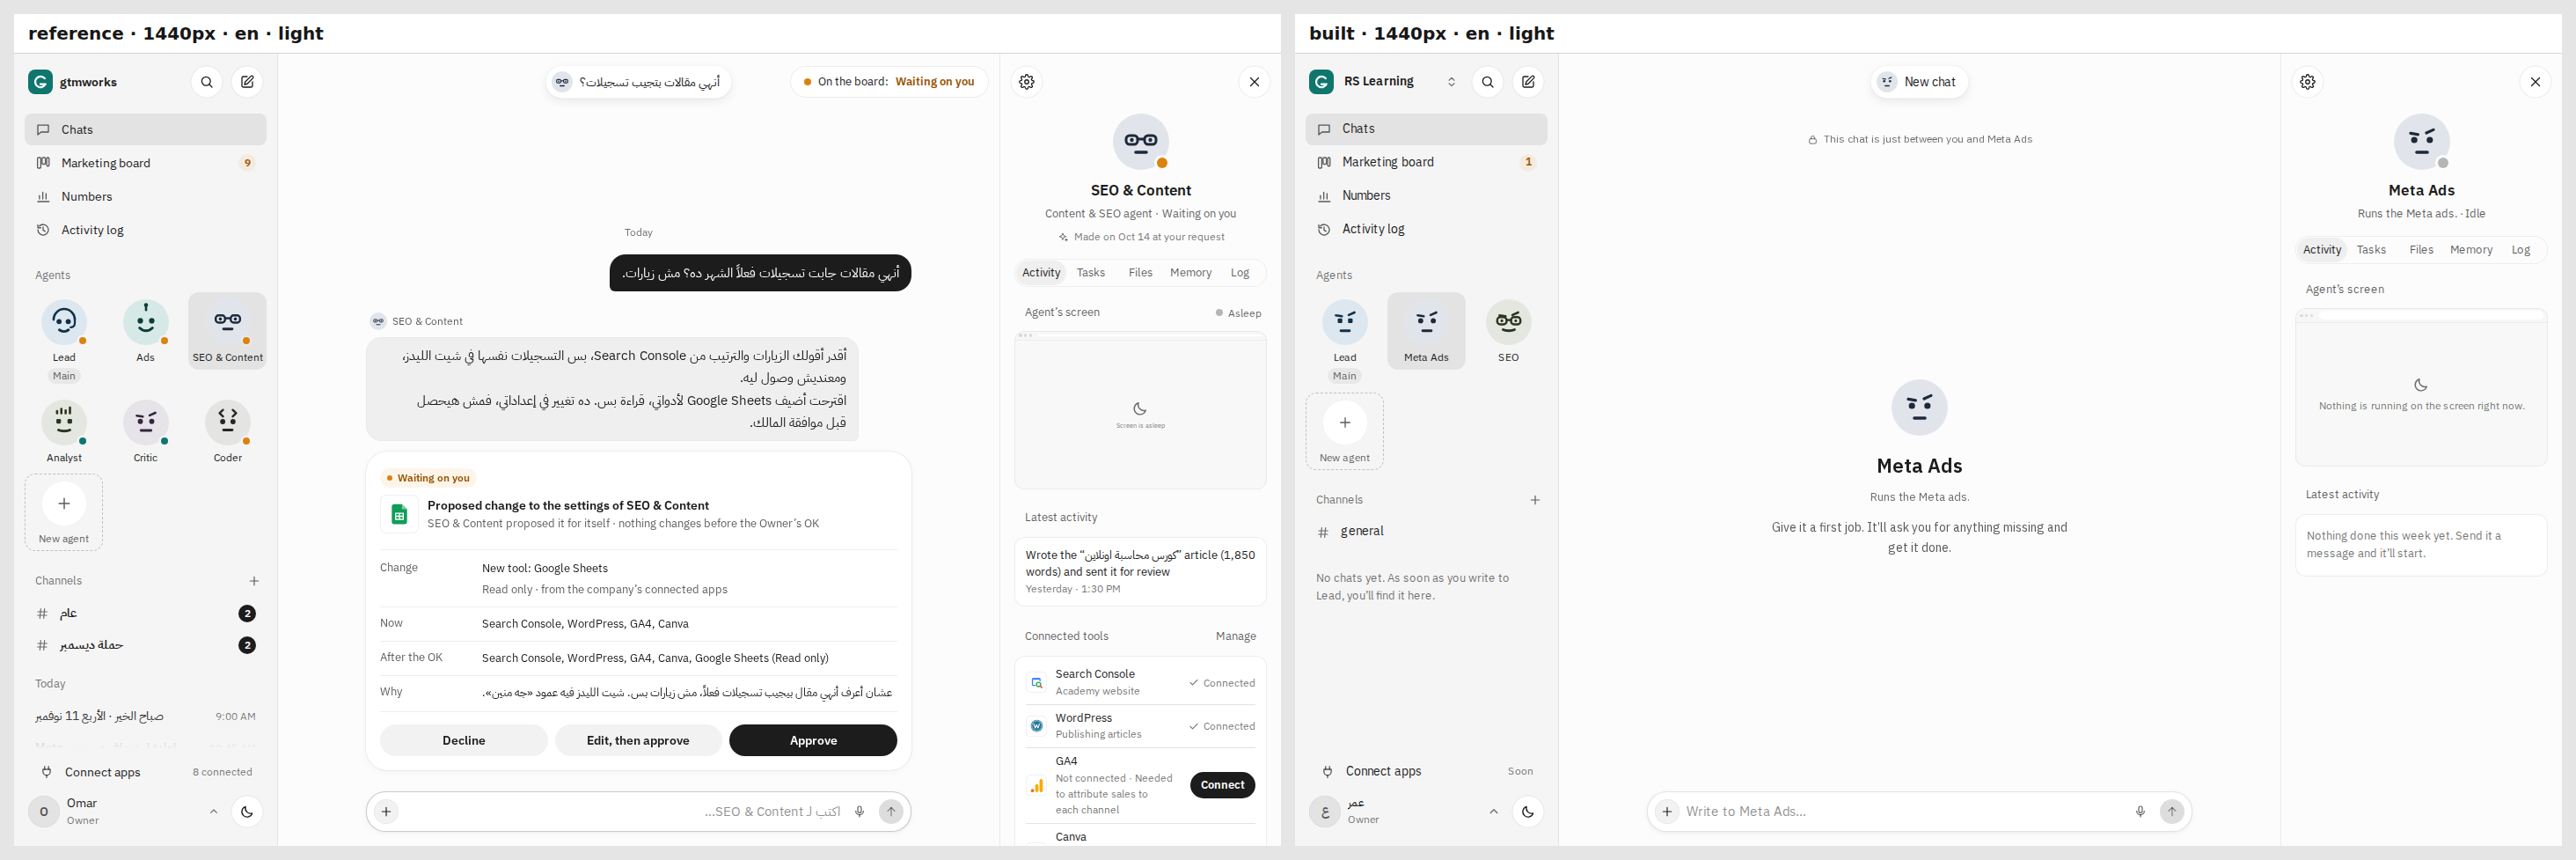 reference · 1440px · en · light
gtmworks
Chats
Marketing board 9
Numbers
Activity log
Agents
Lead
Ads
SEO & Content
Main
Analyst
Critic
Coder
New agent
Channels
عام 2
حملة ديسمبر 2
Today
صباح الخير · الأربع 11 نوفمبر 9:00 AM
Connect apps 8 connected
O
Omar
Owner
أنهي مقالات بتجيب تسجيلات؟
On the board: Waiting on you
Today
أنهي مقالات جابت تسجيلات فعلاً الشهر ده؟ مش زيارات.
SEO & Content
أقدر أقولك الزيارات والترتيب من Search Console، بس التسجيلات نفسها في شيت الليدز،
ومعنديش وصول ليه.
اقترحت أضيف Google Sheets لأدواتي، قراءة بس. ده تغيير في إعداداتي، فمش هيحصل
قبل موافقة المالك.
Waiting on you
Proposed change to the settings of SEO & Content
SEO & Content proposed it for itself · nothing changes before the Owner’s OK
Change New tool: Google Sheets
Read only · from the company’s connected apps
Now Search Console, WordPress, GA4, Canva
After the OK Search Console, WordPress, GA4, Canva, Google Sheets (Read only)
Why عشان أعرف أنهي مقال بيجيب تسجيلات فعلاً، مش زيارات بس. شيت الليدز فيه عمود «جه منين».
Decline
Edit, then approve
Approve
اكتب لـ SEO & Content...
SEO & Content
Content & SEO agent · Waiting on you
Made on Oct 14 at your request
Activity Tasks Files Memory Log
Agent’s screen Asleep
Screen is asleep
Latest activity
Wrote the “كورس محاسبة اونلاين” article (1,850
words) and sent it for review
Yesterday · 1:30 PM
Connected tools Manage
Search Console
Academy website
Connected
WordPress
Publishing articles
Connected
GA4
Not connected · Needed
to attribute sales to
each channel
Connect
Canva
built · 1440px · en · light
RS Learning
Chats
Marketing board 1
Numbers
Activity log
Agents
Lead
Meta Ads
SEO
Main
New agent
Channels
general
No chats yet. As soon as you write to
Lead, you’ll find it here.
Connect apps Soon
ع
عمر
Owner
New chat
This chat is just between you and Meta Ads
Meta Ads
Runs the Meta ads.
Give it a first job. It’ll ask you for anything missing and
get it done.
Write to Meta Ads...
Meta Ads
Runs the Meta ads. · Idle
Activity Tasks Files Memory Log
Agent’s screen
Nothing is running on the screen right now.
Latest activity
Nothing done this week yet. Send it a
message and it’ll start.